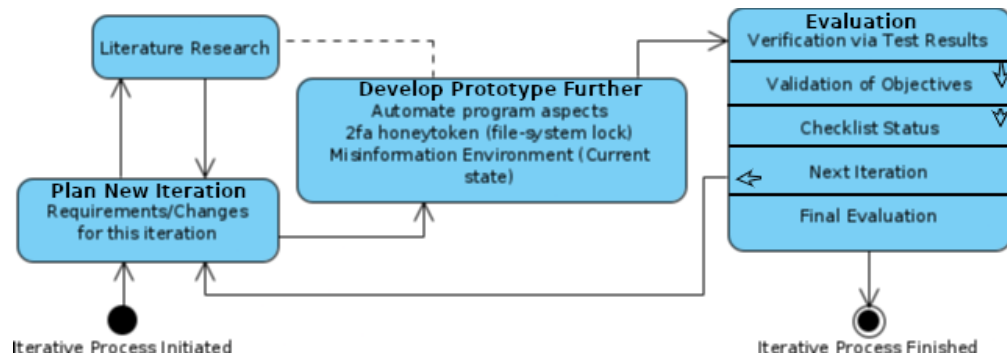 Literature Research
Develop Prototype Further
Automate program aspects
2fa honeytoken (file-system lock)
Misinformation Environment (Current
state)
Evaluation
Verification via Test Results
Validation of Objectives
Checklist Status
Next Iteration
Final Evaluation
Plan New Iteration
Requirements/Changes
for this iteration
Iterative Process Initiated
Iterative Process Finished